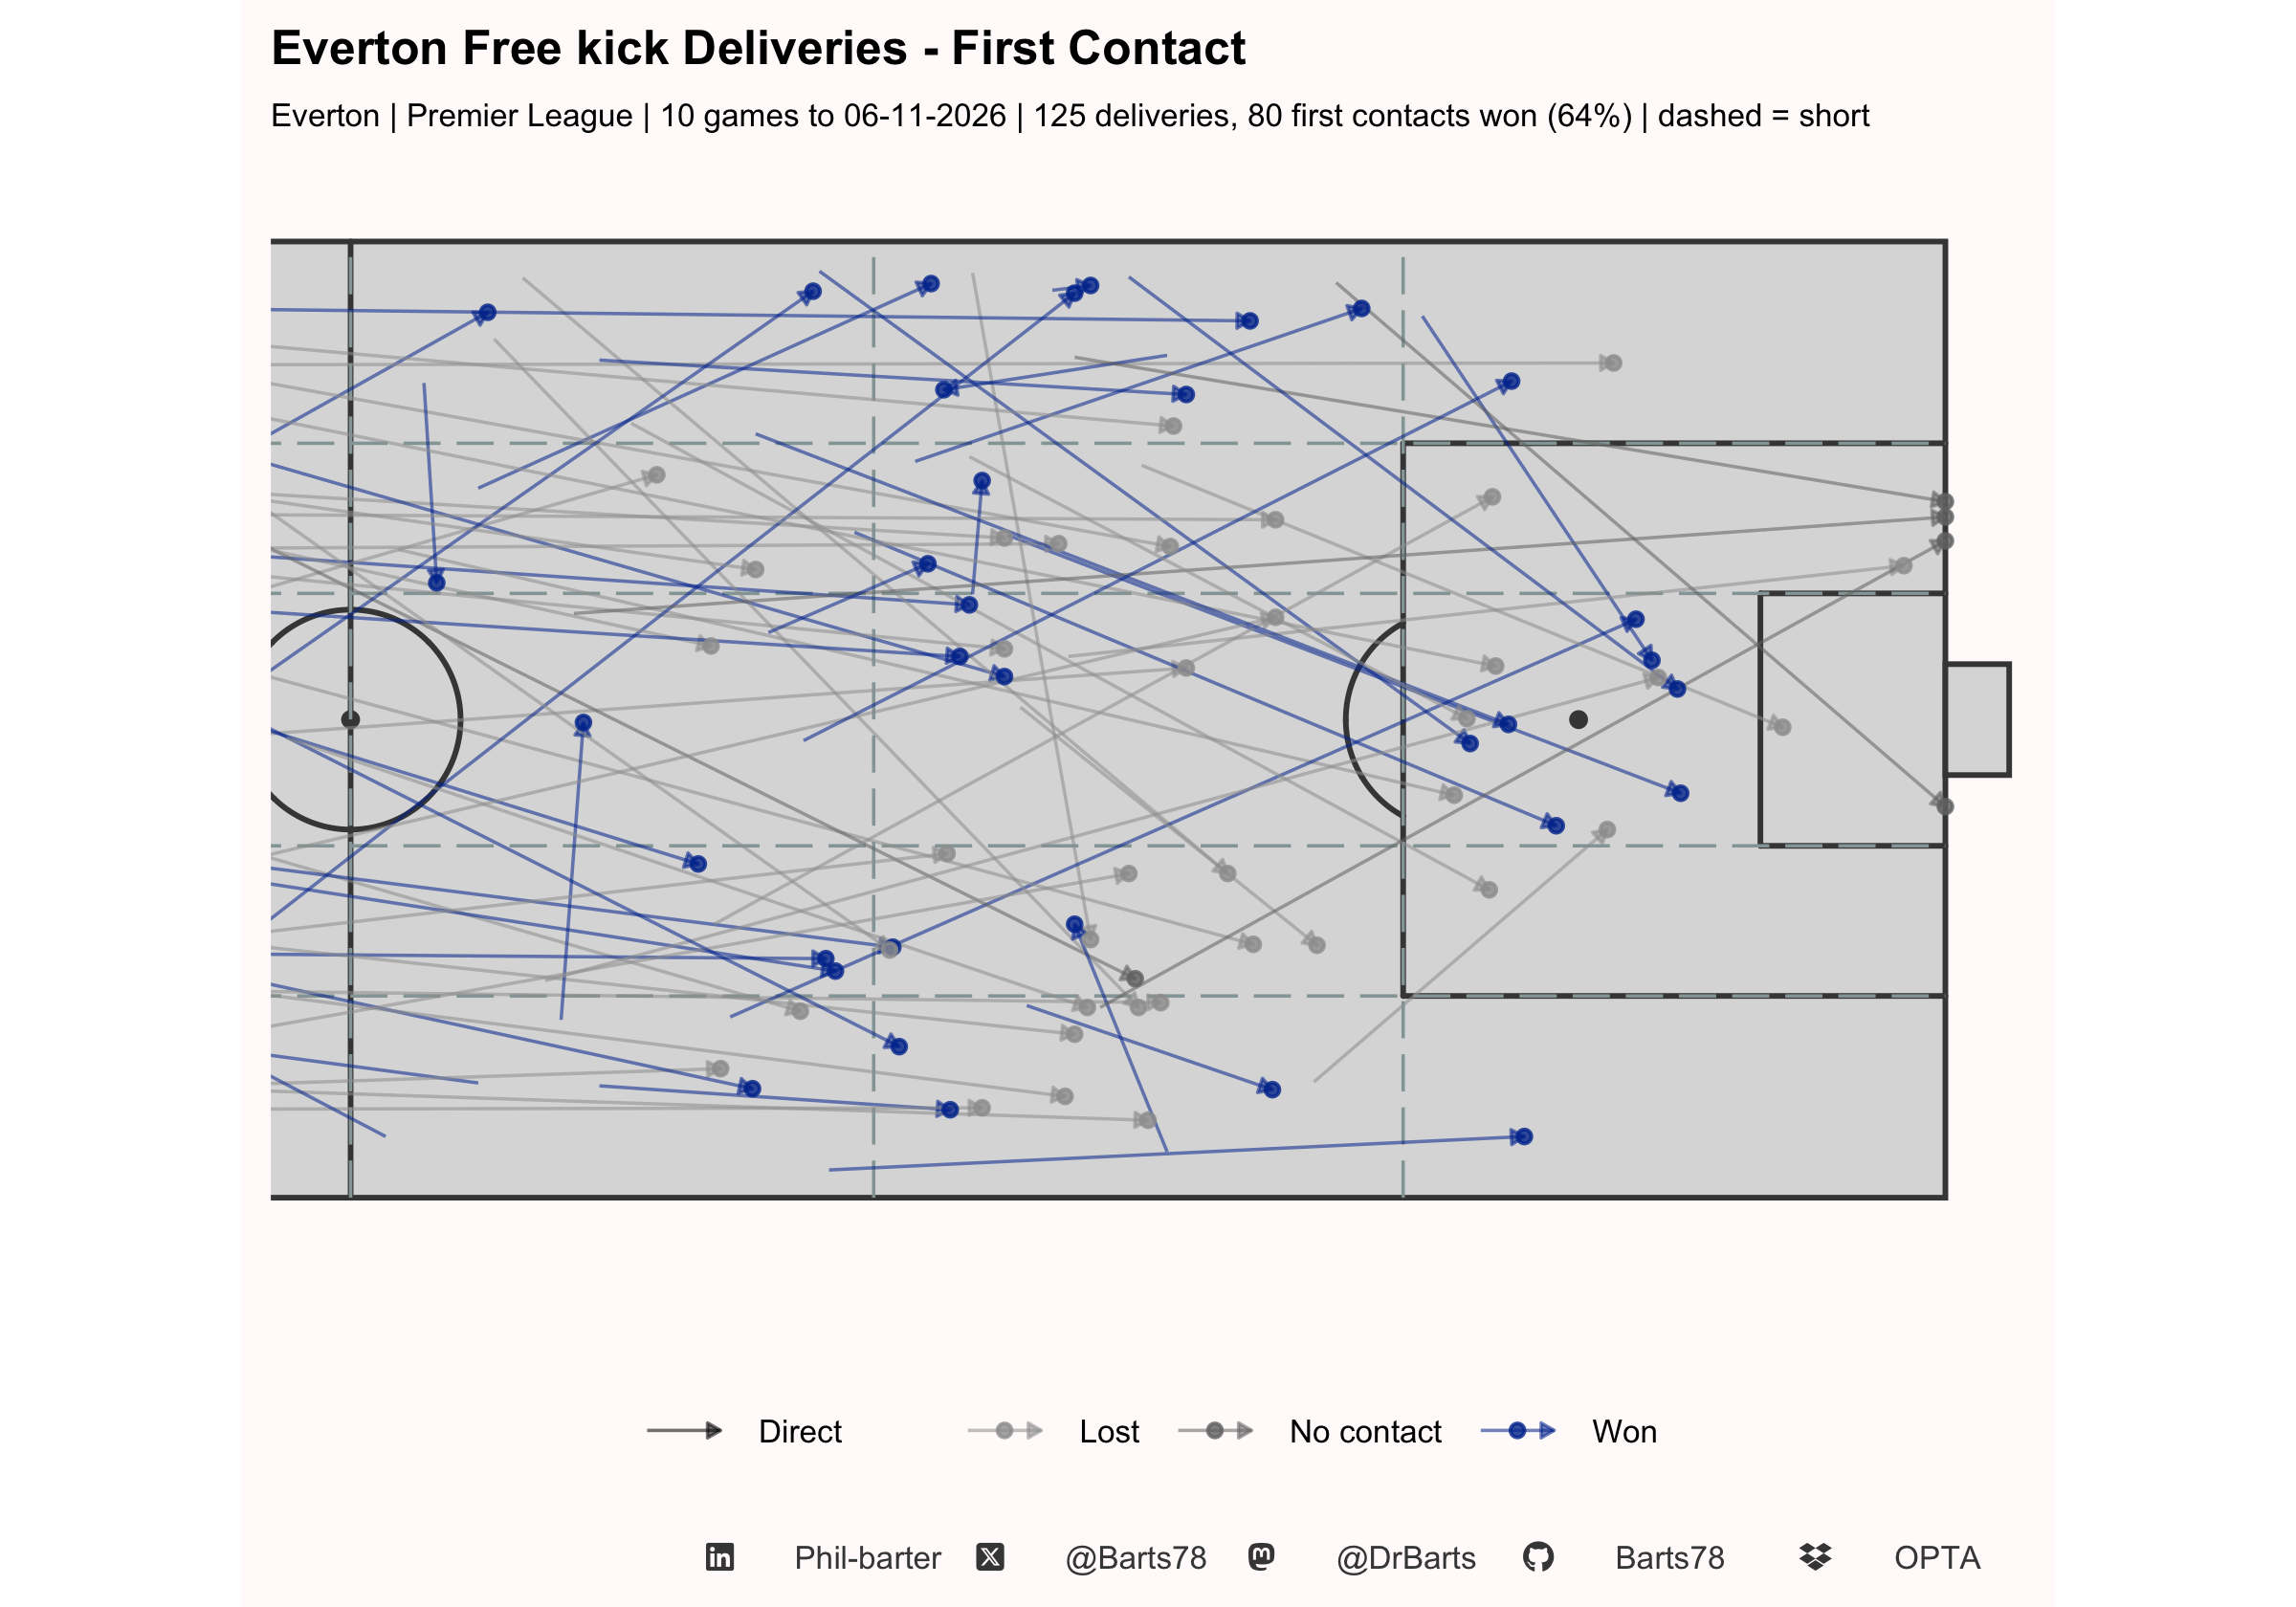 Everton Free kick Deliveries - First Contact
Everton | Premier League | 10 games to 06-11-2026 | 125 deliveries, 80 first contacts won (64%) | dashed = short
Direct Lost No contact Won
Phil-barter @Barts78 @DrBarts Barts78 OPTA